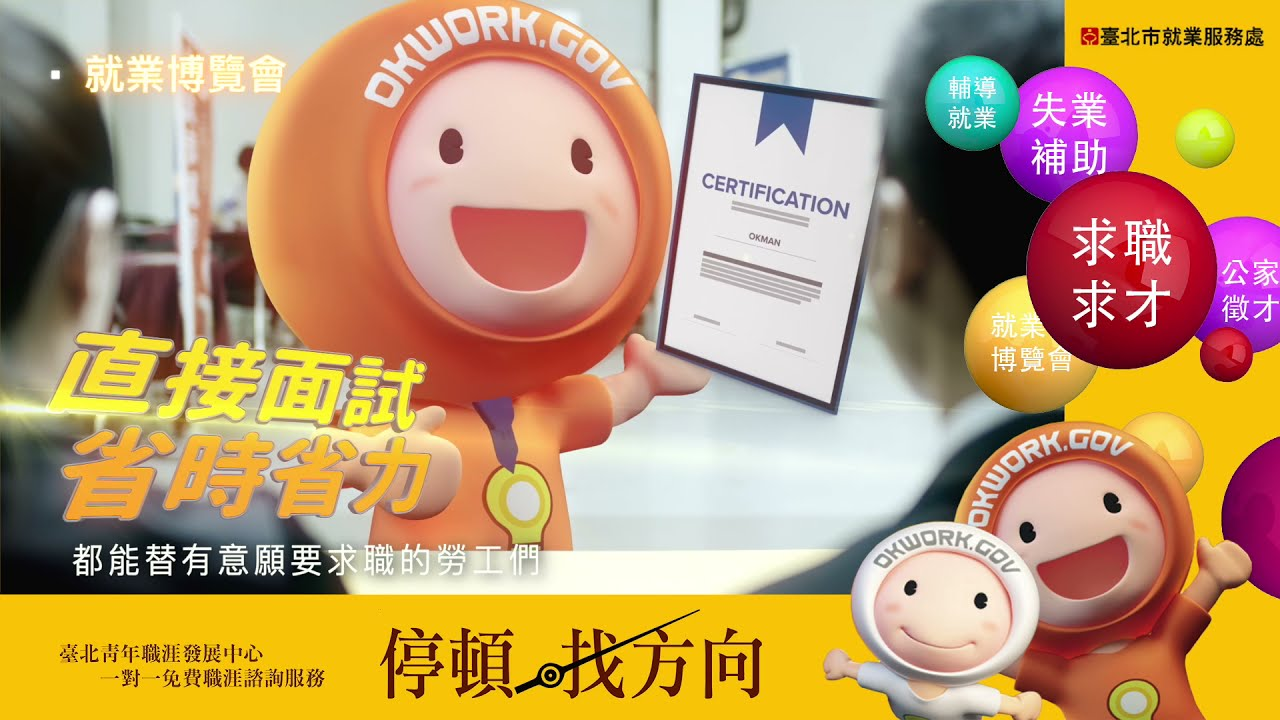 臺北市就業服務處
就業博覽會
OKWORK.GOV
CERTIFICATION
OKMAN
輔導
就業
失業
補助
求職
求才
公家
徵才
就業
博覽會
直接面試
省時省力
都能替有意願要求職的勞工們
OKWORK.GOV
OKWORK.GOV
臺北青年職涯發展中心
一對一免費職涯諮詢服務
停頓 找方向